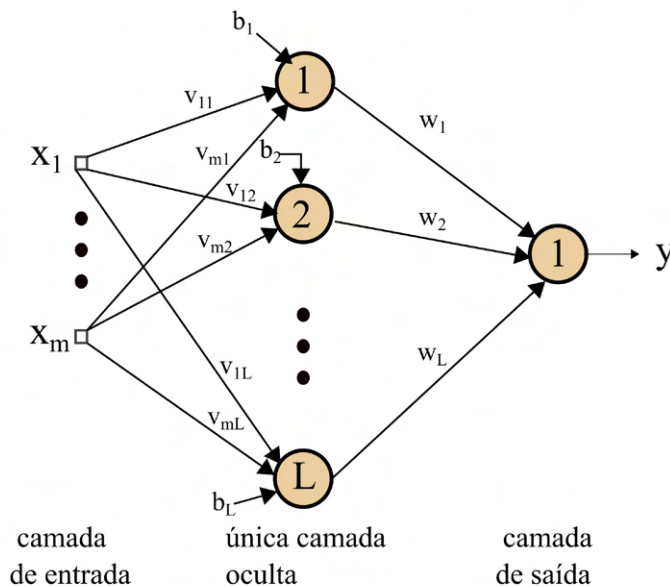 b1
1
v11
w1
x1
vm1
b2
v12
2
w2
vm2
1
y
xm
v1L
wL
vmL
L
bL
camada
de entrada
única camada
oculta
camada
de saída